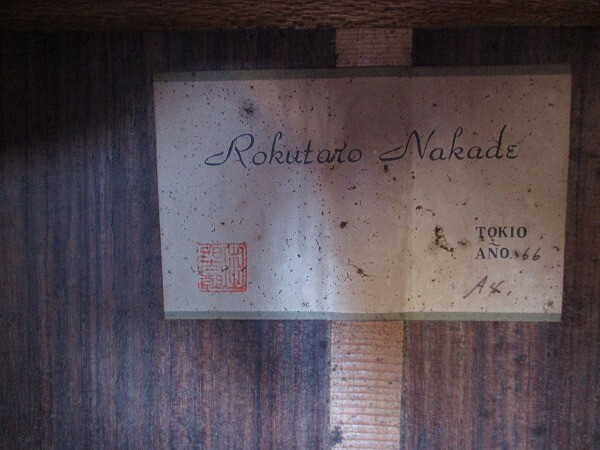 Rokutaro Nakade
TOKIO
AÑO 66
A4.